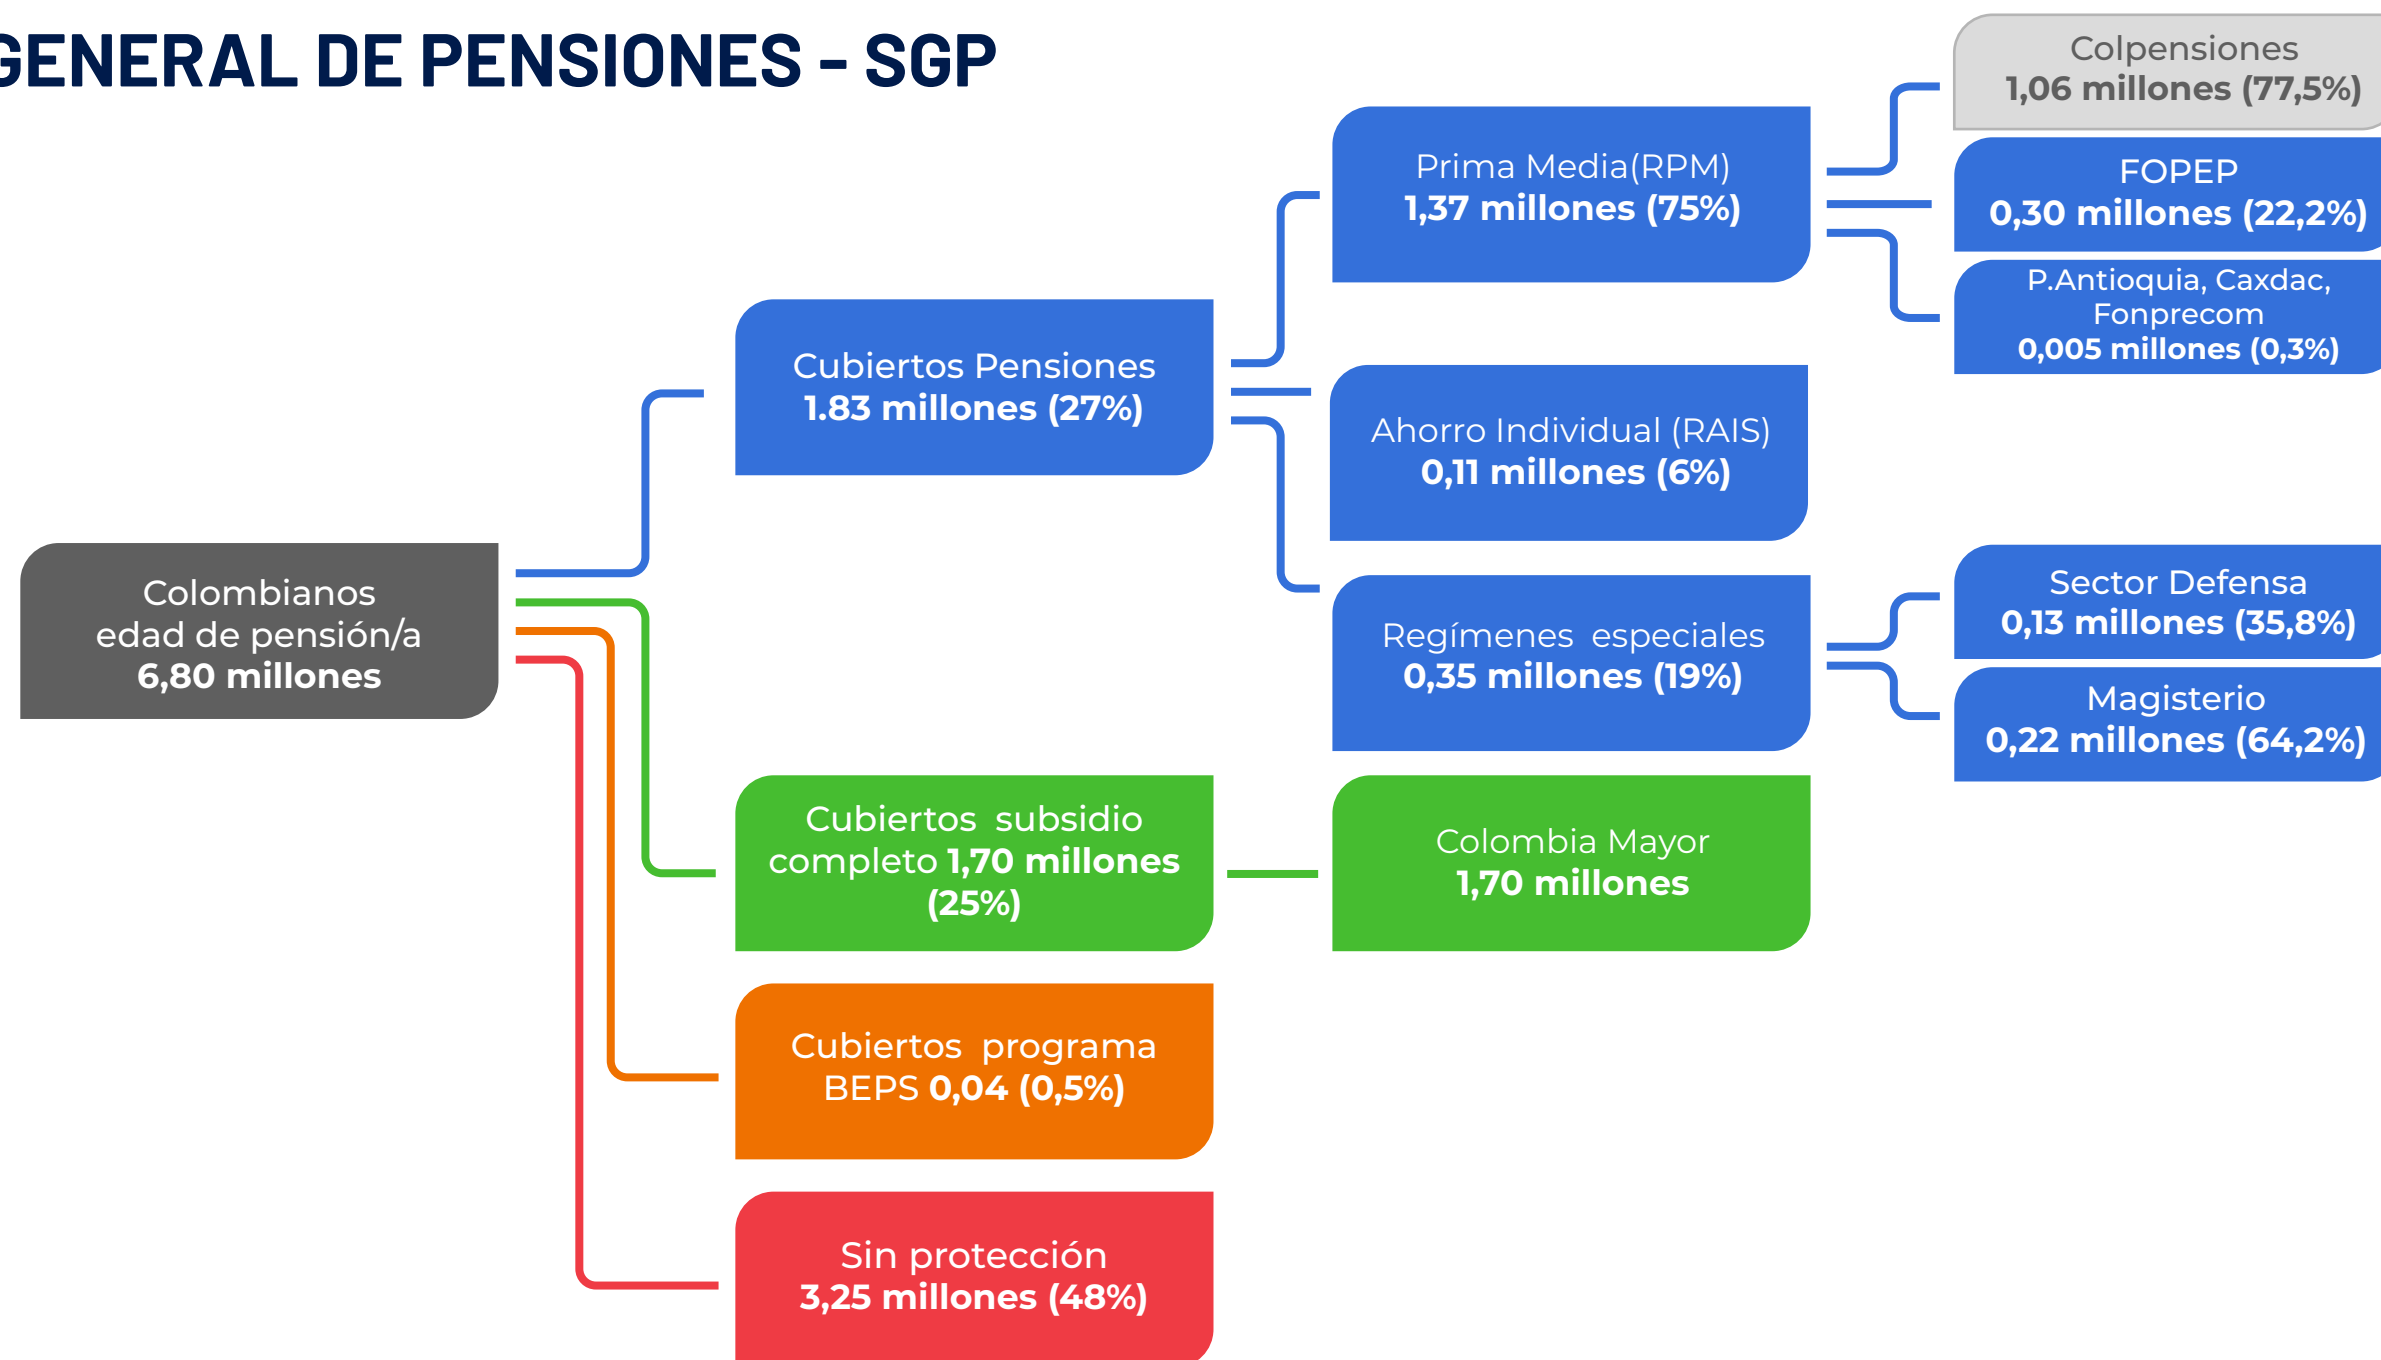 GENERAL DE PENSIONES - SGP
Colombianos
edad de pensión/a
6,80 millones
Cubiertos Pensiones
1.83 millones (27%)
Prima Media(RPM)
1,37 millones (75%)
Colpensiones
1,06 millones (77,5%)
FOPEP
0,30 millones (22,2%)
P.Antioquia, Caxdac,
Fonprecom
0,005 millones (0,3%)
Ahorro Individual (RAIS)
0,11 millones (6%)
Regímenes especiales
0,35 millones (19%)
Sector Defensa
0,13 millones (35,8%)
Magisterio
0,22 millones (64,2%)
Cubiertos subsidio
completo 1,70 millones
(25%)
Colombia Mayor
1,70 millones
Cubiertos programa
BEPS 0,04 (0,5%)
Sin protección
3,25 millones (48%)